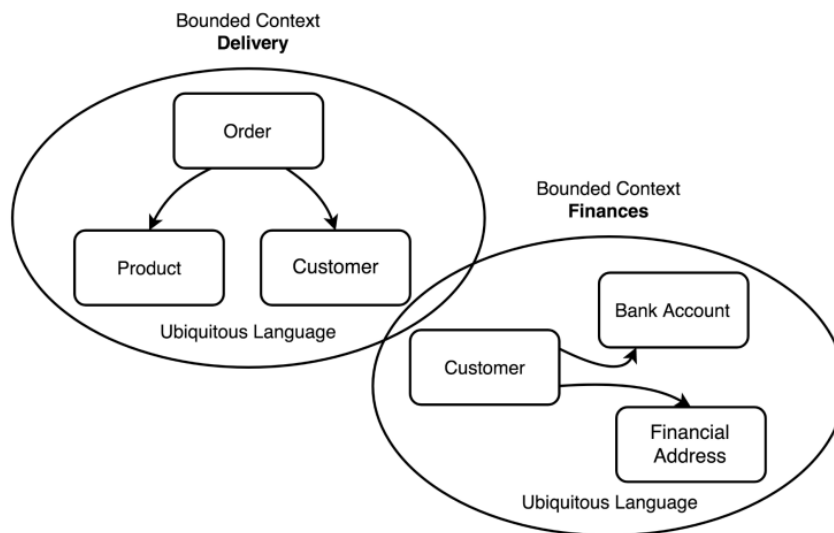 Bounded Context
Delivery
Order
Product
Customer
Ubiquitous Language
Bounded Context
Finances
Bank Account
Customer
Financial
Address
Ubiquitous Language